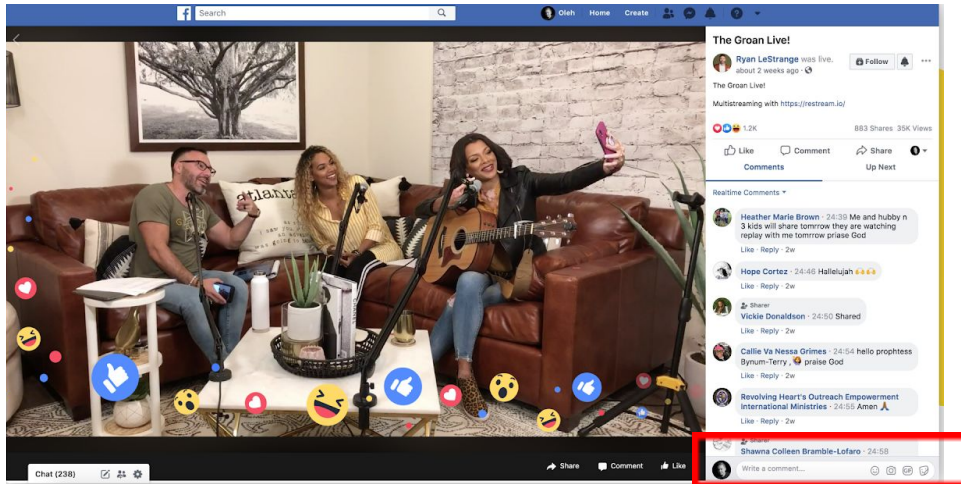 f Search
Oleh Home Create
The Groan Live!
Ryan LeStrange was live.
about 2 weeks ago ·
Follow
The Groan Live!
Multistreaming with https://restream.io/
1.2K
883 Shares 35K Views
Like Comment Share
Comments Up Next
Realtime Comments
Heather Marie Brown · 24:39 Me and hubby n
3 kids will share tomrrow they are watching
replay with me tomrrow priase God
Like · Reply · 2w
Hope Cortez · 24:46 Hallelujah 🙌🙌
Like · Reply · 2w
Sharer
Vickie Donaldson · 24:50 Shared
Like · Reply · 2w
Callie Va Nessa Grimes · 24:54 hello prophtess
Bynum-Terry , praise God
Like · Reply · 2w
Revolving Heart's Outreach Empowerment
International Ministries · 24:55 Amen 🙏
Like · Reply · 2w
Sharer
Shawna Colleen Bramble-Lofaro · 24:58
Write a comment...
GIF
atlanta
Share Comment Like
Chat (238)